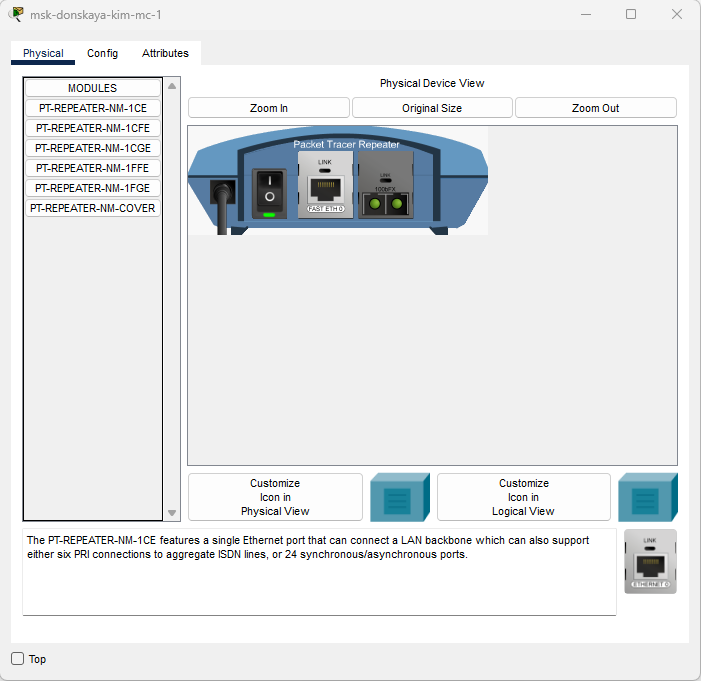 msk-donskaya-kim-mc-1
Physical
Config
Attributes
MODULES
PT-REPEATER-NM-1CE
PT-REPEATER-NM-1CFE
PT-REPEATER-NM-1CGE
PT-REPEATER-NM-1FFE
PT-REPEATER-NM-1FGE
PT-REPEATER-NM-COVER
Physical Device View
Zoom In
Original Size
Zoom Out
Packet Tracer Repeater
LINK
FAST ETH 0
LINK
100bFX
Customize
Icon in
Physical View
Customize
Icon in
Logical View
The PT-REPEATER-NM-1CE features a single Ethernet port that can connect a LAN backbone which can also support
either six PRI connections to aggregate ISDN lines, or 24 synchronous/asynchronous ports.
LINK
ETHERNET 0
Top